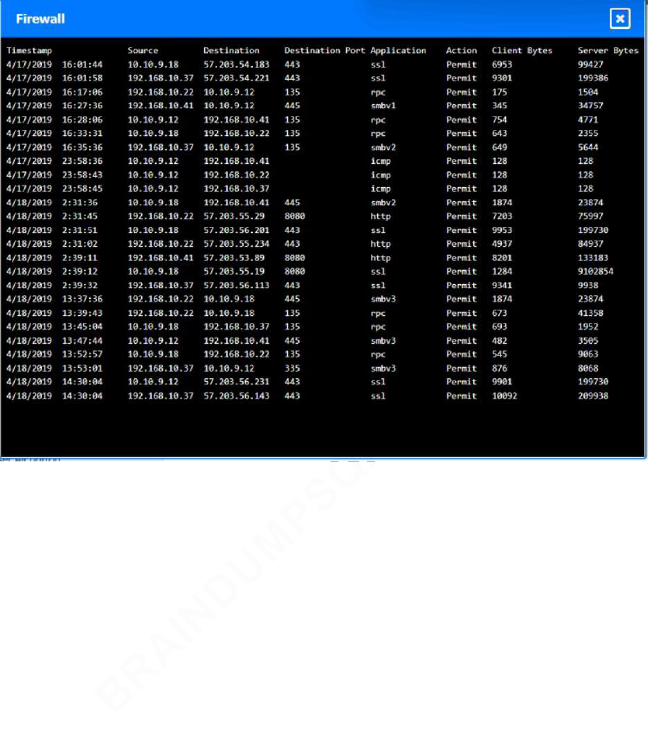 Firewall
Timestamp Source Destination Destination Port Application Action Client Bytes Server Bytes
4/17/2019 16:01:44 10.10.9.18 57.203.54.183 443 ssl Permit 6953 99427
4/17/2019 16:01:58 192.168.10.37 57.203.54.221 443 ssl Permit 9301 199386
4/17/2019 16:17:06 192.168.10.22 10.10.9.12 135 rpc Permit 175 1504
4/17/2019 16:27:36 192.168.10.41 10.10.9.12 445 smbv1 Permit 345 34757
4/17/2019 16:28:06 10.10.9.12 192.168.10.41 135 rpc Permit 754 4771
4/17/2019 16:33:31 10.10.9.18 192.168.10.22 135 rpc Permit 643 2355
4/17/2019 16:35:36 192.168.10.37 10.10.9.12 135 smbv2 Permit 649 5644
4/17/2019 23:58:36 10.10.9.12 192.168.10.41 icmp Permit 128 128
4/17/2019 23:58:43 10.10.9.12 192.168.10.22 icmp Permit 128 128
4/17/2019 23:58:45 10.10.9.12 192.168.10.37 icmp Permit 128 128
4/18/2019 2:31:36 10.10.9.18 192.168.10.41 445 smbv2 Permit 1874 23874
4/18/2019 2:31:45 192.168.10.22 57.203.55.29 8080 http Permit 7203 75997
4/18/2019 2:31:51 10.10.9.18 57.203.56.201 443 ssl Permit 9953 199730
4/18/2019 2:31:02 192.168.10.22 57.203.55.234 443 http Permit 4937 84937
4/18/2019 2:39:11 192.168.10.41 57.203.53.89 8080 http Permit 8201 133183
4/18/2019 2:39:12 10.10.9.18 57.203.55.19 8080 ssl Permit 1284 9102854
4/18/2019 2:39:32 192.168.10.37 57.203.56.113 443 ssl Permit 9341 9938
4/18/2019 13:37:36 192.168.10.22 10.10.9.18 445 smbv3 Permit 1874 23874
4/18/2019 13:39:43 192.168.10.22 10.10.9.18 135 rpc Permit 673 41358
4/18/2019 13:45:04 10.10.9.18 192.168.10.37 135 rpc Permit 693 1952
4/18/2019 13:47:44 10.10.9.12 192.168.10.41 445 smbv3 Permit 482 3505
4/18/2019 13:52:57 10.10.9.18 192.168.10.22 135 rpc Permit 545 9063
4/18/2019 13:53:01 192.168.10.37 10.10.9.12 335 smbv3 Permit 876 8068
4/18/2019 14:30:04 10.10.9.12 57.203.56.231 443 ssl Permit 9901 199730
4/18/2019 14:30:04 192.168.10.37 57.203.56.143 443 ssl Permit 10092 209938